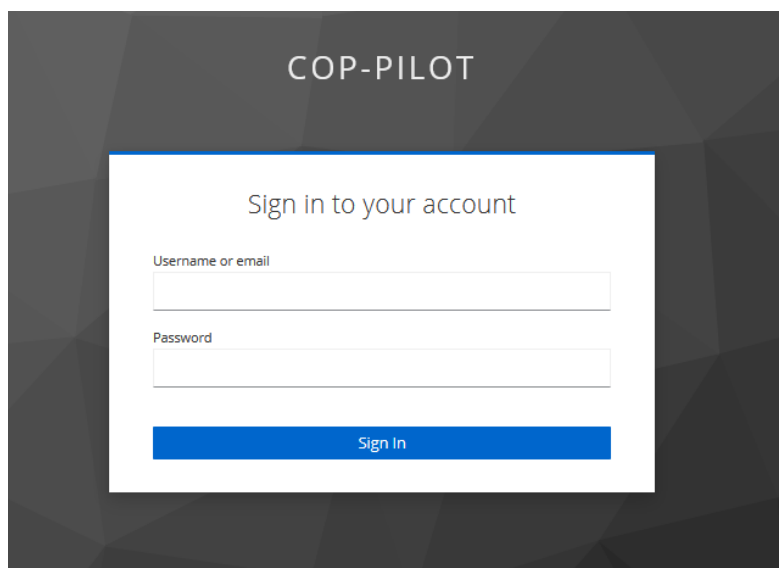 COP-PILOT
Sign in to your account
Username or email
Password
Sign In